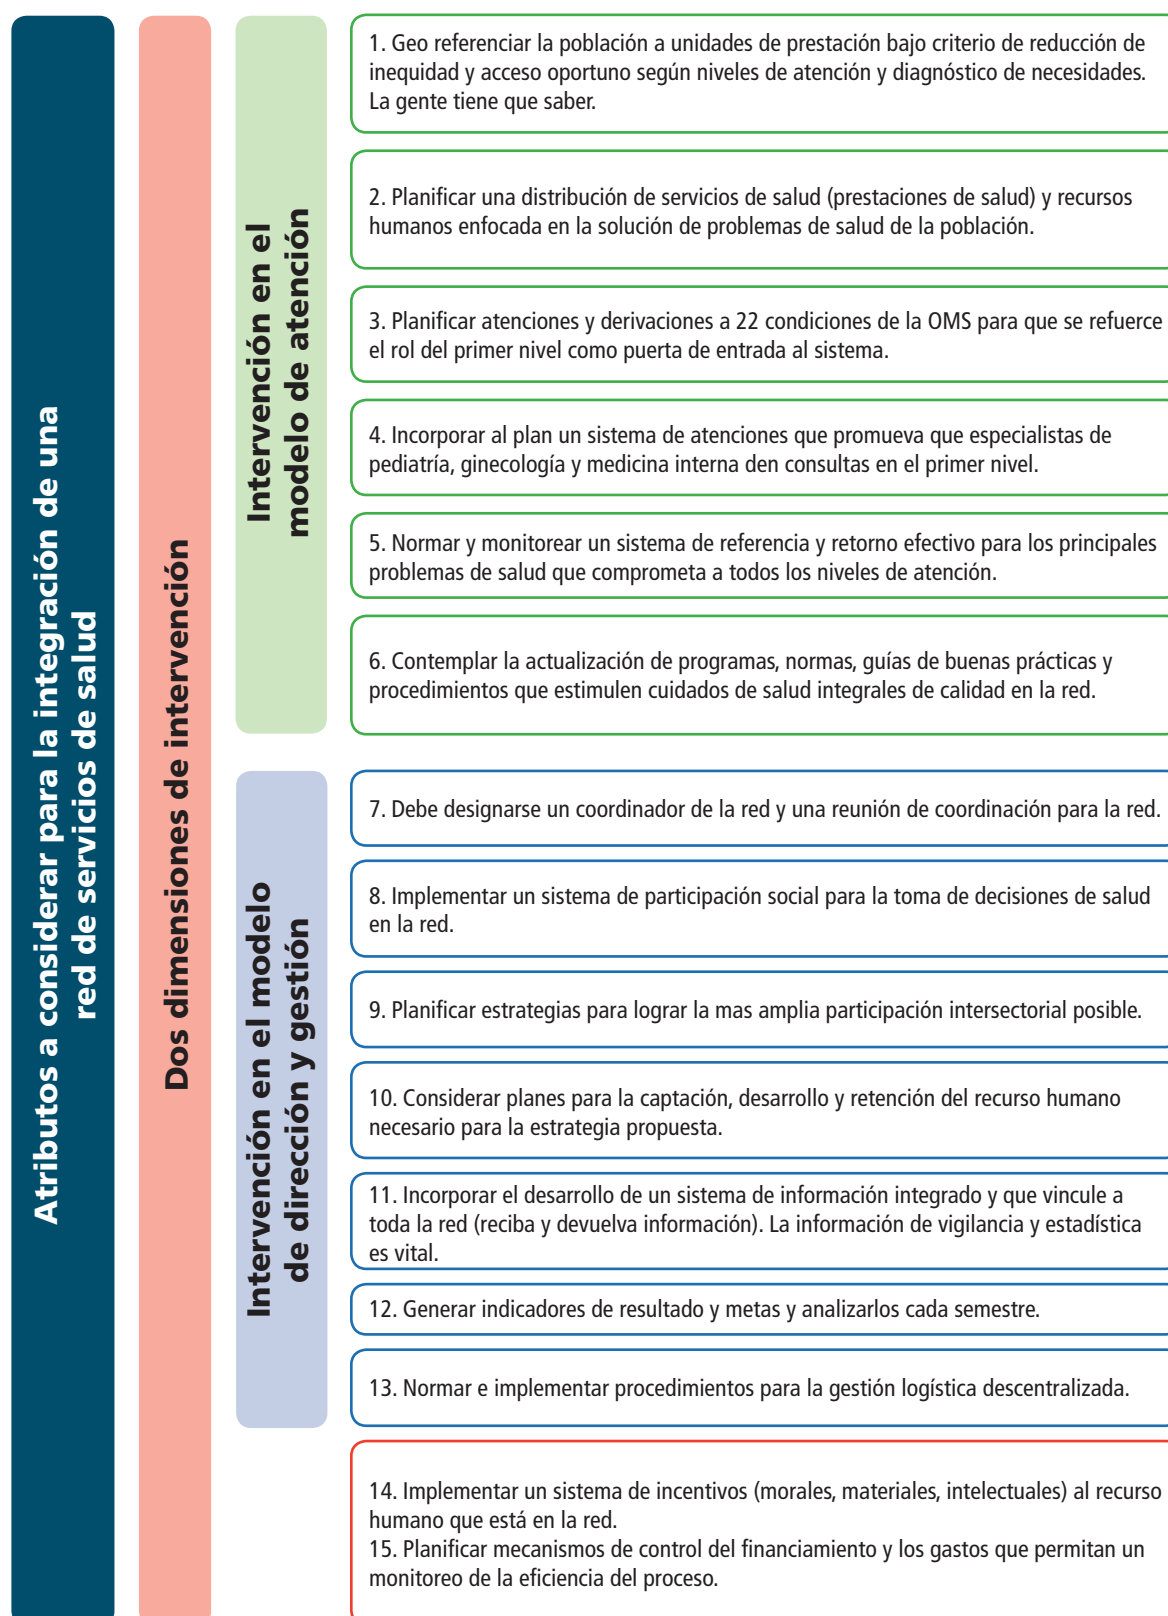 Atributos a considerar para la integración de una
red de servicios de salud
Dos dimensiones de intervención
Intervención en el
modelo de atención
1. Geo referenciar la población a unidades de prestación bajo criterio de reducción de
inequidad y acceso oportuno según niveles de atención y diagnóstico de necesidades.
La gente tiene que saber.
2. Planificar una distribución de servicios de salud (prestaciones de salud) y recursos
humanos enfocada en la solución de problemas de salud de la población.
3. Planificar atenciones y derivaciones a 22 condiciones de la OMS para que se refuerce
el rol del primer nivel como puerta de entrada al sistema.
4. Incorporar al plan un sistema de atenciones que promueva que especialistas de
pediatría, ginecología y medicina interna den consultas en el primer nivel.
5. Normar y monitorear un sistema de referencia y retorno efectivo para los principales
problemas de salud que comprometa a todos los niveles de atención.
6. Contemplar la actualización de programas, normas, guías de buenas prácticas y
procedimientos que estimulen cuidados de salud integrales de calidad en la red.
Intervención en el modelo
de dirección y gestión
7. Debe designarse un coordinador de la red y una reunión de coordinación para la red.
8. Implementar un sistema de participación social para la toma de decisiones de salud
en la red.
9. Planificar estrategias para lograr la mas amplia participación intersectorial posible.
10. Considerar planes para la captación, desarrollo y retención del recurso humano
necesario para la estrategia propuesta.
11. Incorporar el desarrollo de un sistema de información integrado y que vincule a
toda la red (reciba y devuelva información). La información de vigilancia y estadística
es vital.
12. Generar indicadores de resultado y metas y analizarlos cada semestre.
13. Normar e implementar procedimientos para la gestión logística descentralizada.
14. Implementar un sistema de incentivos (morales, materiales, intelectuales) al recurso
humano que está en la red.
15. Planificar mecanismos de control del financiamiento y los gastos que permitan un
monitoreo de la eficiencia del proceso.